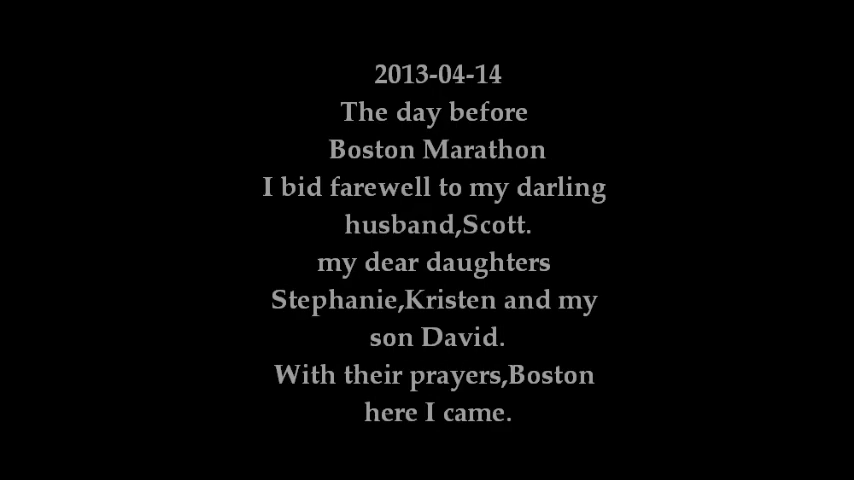 2013-04-14
The day before
Boston Marathon
I bid farewell to my darling
husband,Scott.
my dear daughters
Stephanie,Kristen and my
son David.
With their prayers,Boston
here I came.